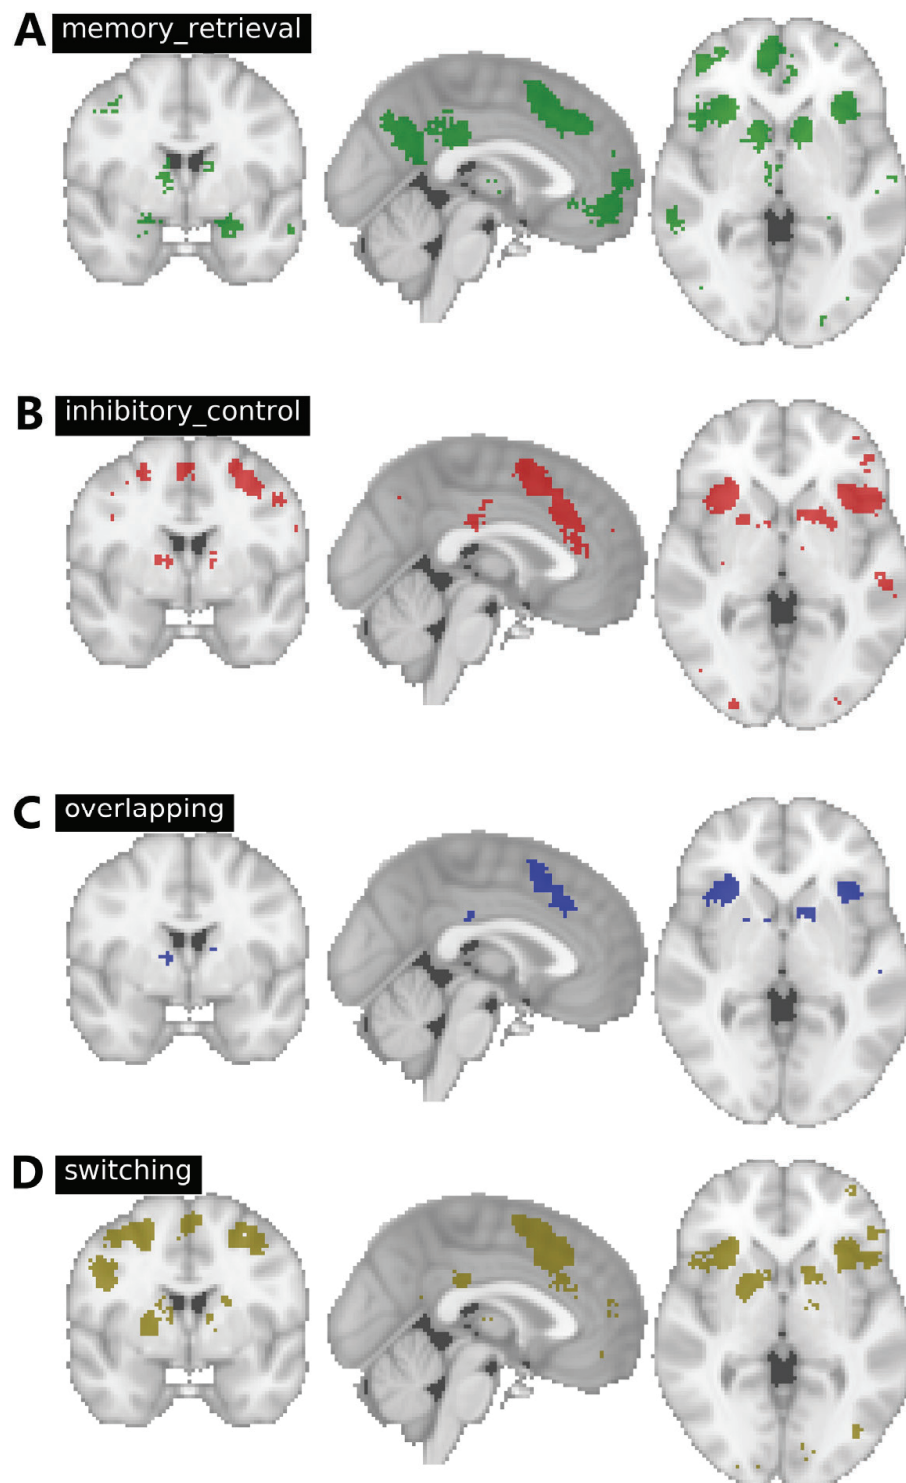 A memory_retrieval
B inhibitory_control
C overlapping
D switching